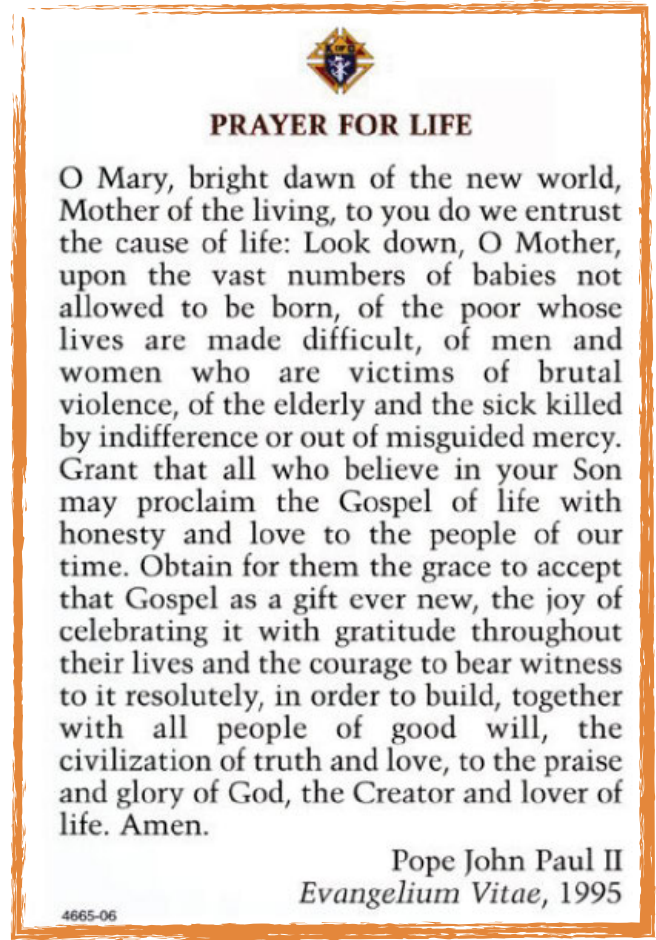 K OF C
PRAYER FOR LIFE
O Mary, bright dawn of the new world,
Mother of the living, to you do we entrust
the cause of life: Look down, O Mother,
upon the vast numbers of babies not
allowed to be born, of the poor whose
lives are made difficult, of men and
women who are victims of brutal
violence, of the elderly and the sick killed
by indifference or out of misguided mercy.
Grant that all who believe in your Son
may proclaim the Gospel of life with
honesty and love to the people of our
time. Obtain for them the grace to accept
that Gospel as a gift ever new, the joy of
celebrating it with gratitude throughout
their lives and the courage to bear witness
to it resolutely, in order to build, together
with all people of good will, the
civilization of truth and love, to the praise
and glory of God, the Creator and lover of
life. Amen.
Pope John Paul II
Evangelium Vitae, 1995
4665-06